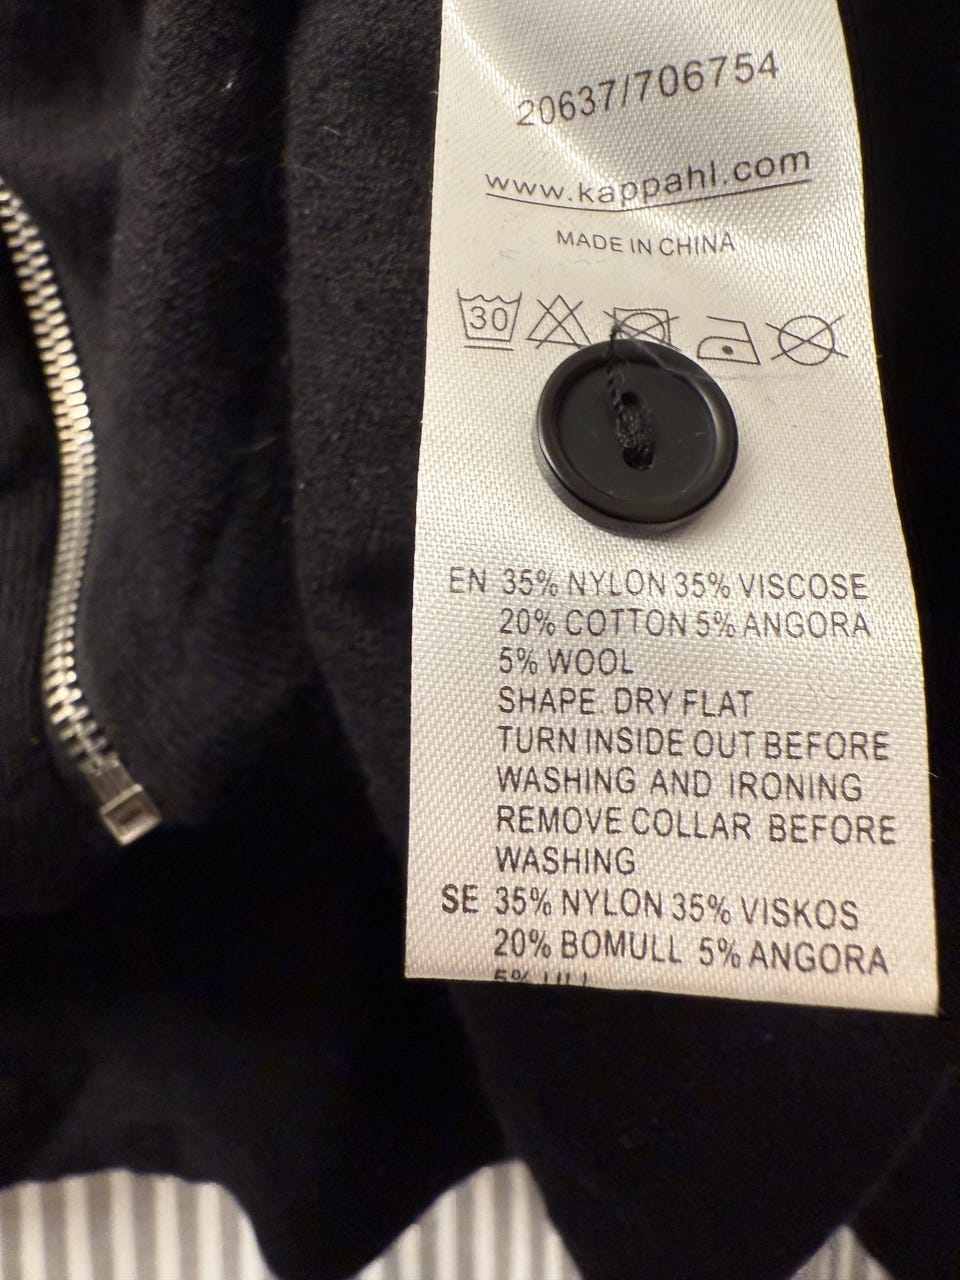 20637/706754
www.kappahl.com
MADE IN CHINA
30
EN 35% NYLON 35% VISCOSE
20% COTTON 5% ANGORA
5% WOOL
SHAPE. DRY FLAT
TURN INSIDE OUT BEFORE
WASHING AND IRONING
REMOVE COLLAR BEFORE
WASHING
SE 35% NYLON 35% VISKOS
20% BOMULL 5% ANGORA
5% ULL